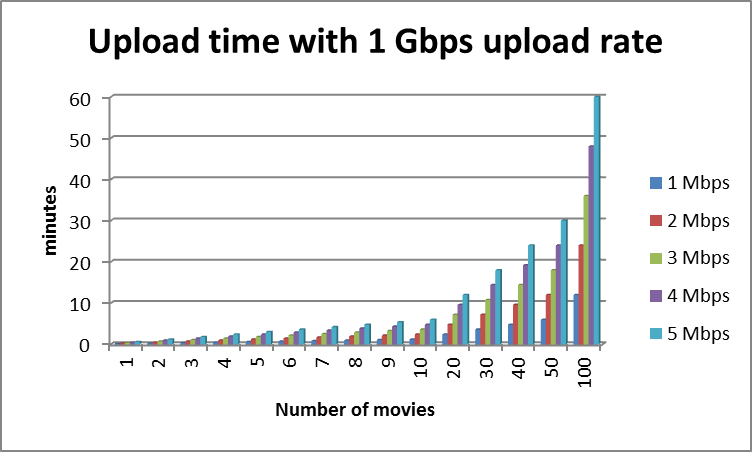 Upload time with 1 Gbps upload rate
60
50
40
30
20
10
0
minutes
1 2 3 4 5 6 7 8 9 10 20 30 40 50 100
Number of movies
1 Mbps
2 Mbps
3 Mbps
4 Mbps
5 Mbps